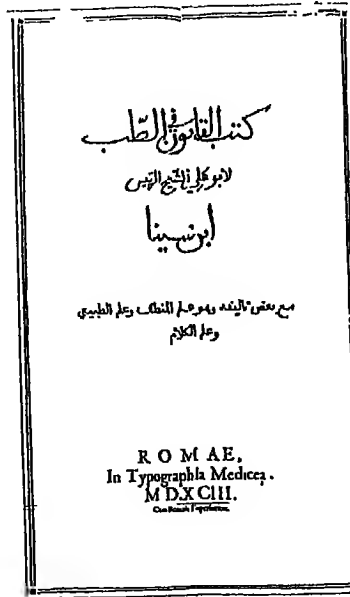 كتب القانون في الطب
لابو علي الشيخ الرئيس
ابن سينا
مع بعض تاليفه وهو علم المنطق وعلم الطبيعي
وعلم الكلام
ROMAE,
In Typographia Medicea.
M D.XCIII.